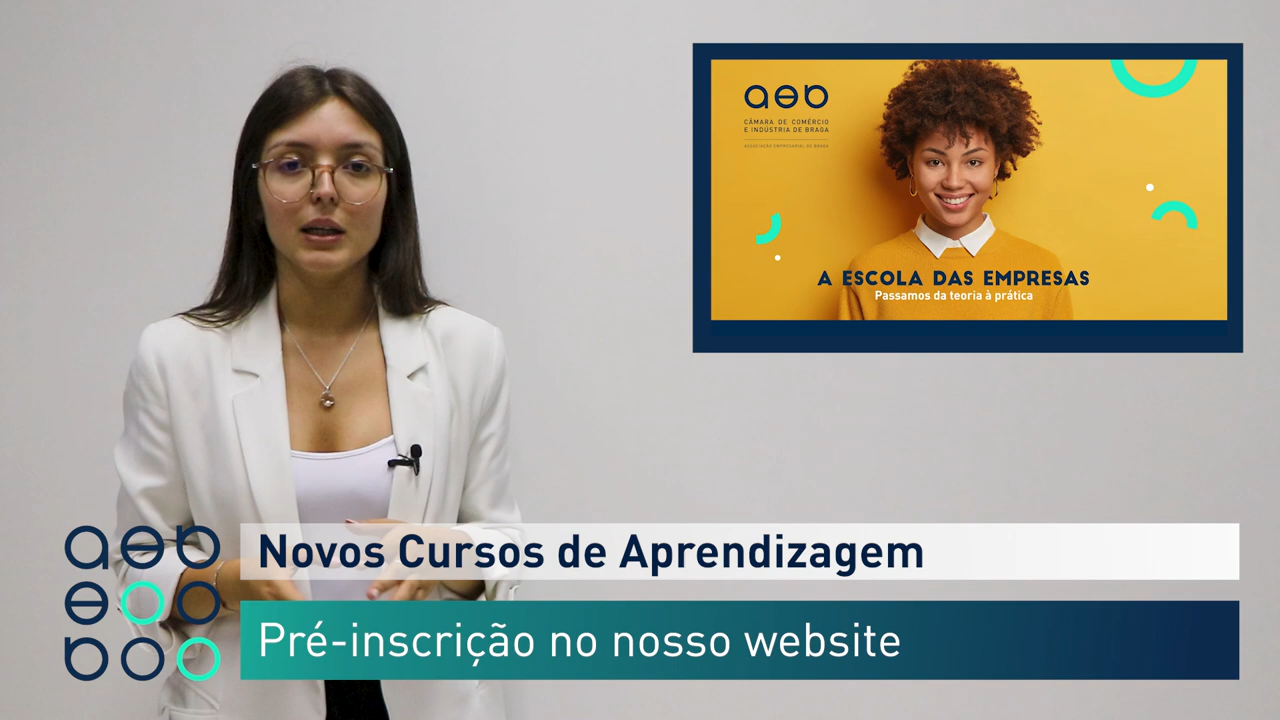 aeb
CÂMARA DE COMÉRCIO
E INDÚSTRIA DE BRAGA
ASSOCIAÇÃO EMPRESARIAL DE BRAGA
A ESCOLA DAS EMPRESAS
Passamos da teoria à prática
aeb
Novos Cursos de Aprendizagem
Pré-inscrição no nosso website